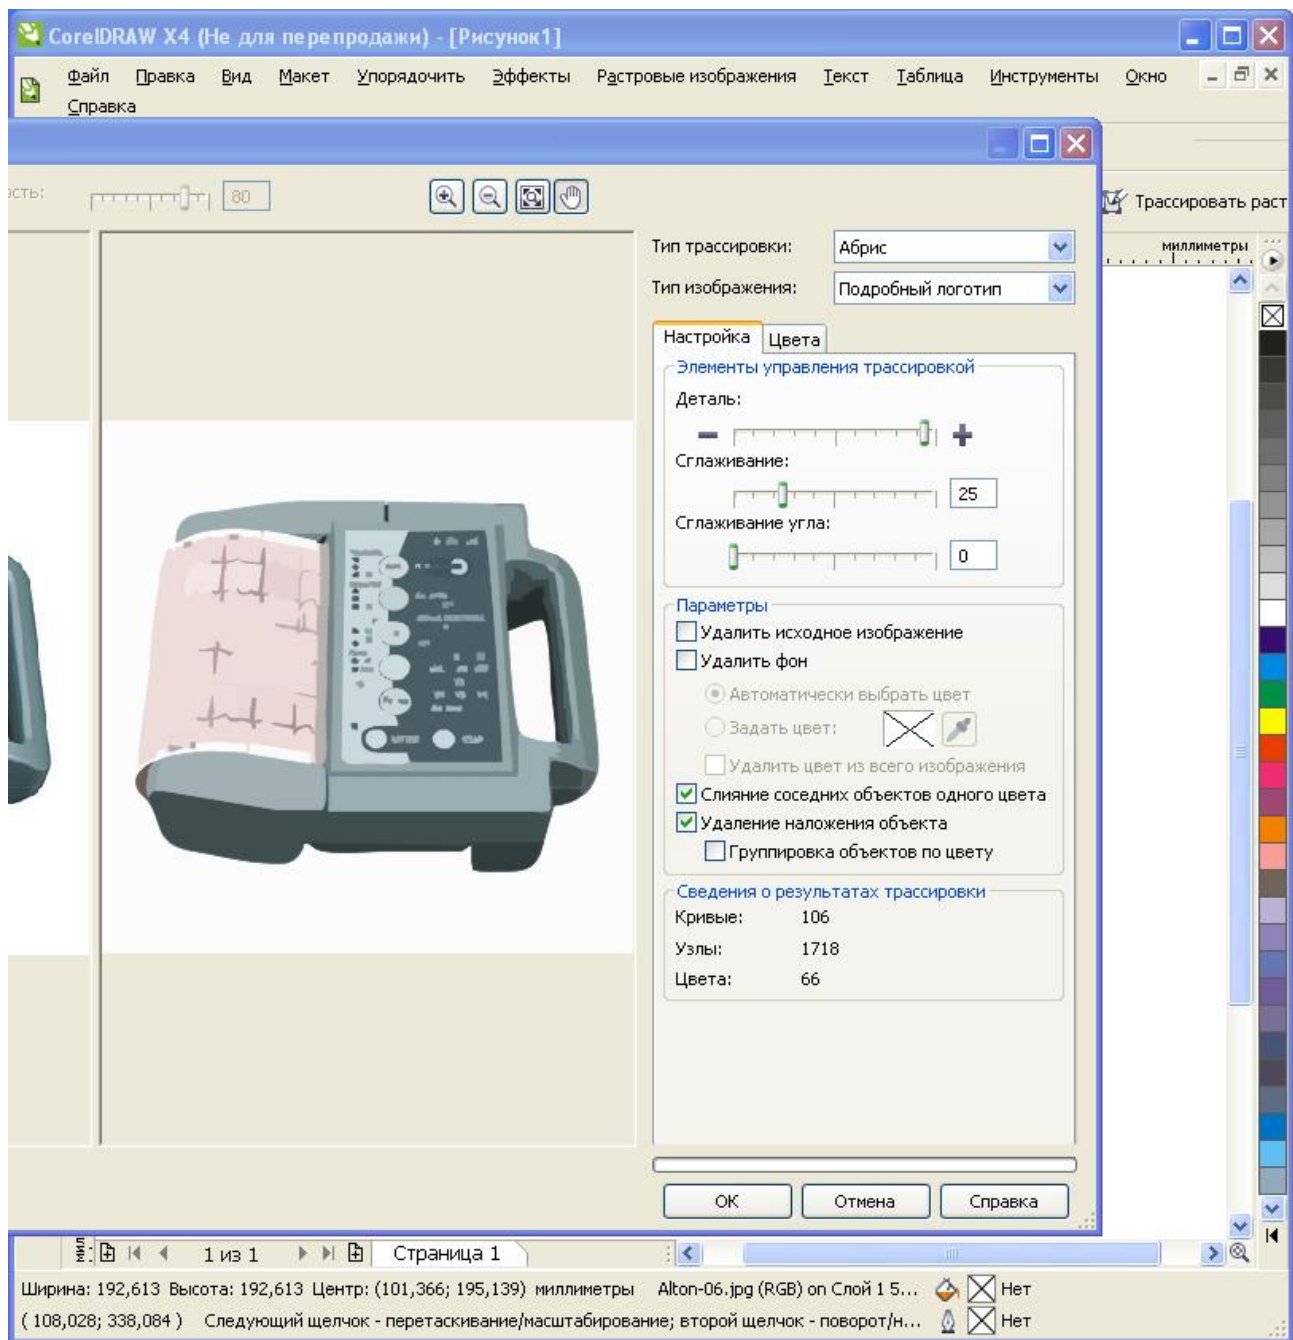 CorelDRAW X4 (Не для перепродажи) - [Рисунок1]
Файл Правка Вид Макет Упорядочить Эффекты Растровые изображения Текст Таблица Инструменты Окно
Справка
ость: 80
Трассировать раст
Тип трассировки: Абрис
миллиметры
Тип изображения: Подробный логотип
Настройка Цвета
Элементы управления трассировкой
Деталь:
Сглаживание:
25
Сглаживание угла:
0
Параметры
Удалить исходное изображение
Удалить фон
Автоматически выбрать цвет
Задать цвет:
Удалить цвет из всего изображения
Слияние соседних объектов одного цвета
Удаление наложения объекта
Группировка объектов по цвету
Сведения о результатах трассировки
Кривые: 106
Узлы: 1718
Цвета: 66
ОК Отмена Справка
1 из 1 Страница 1
Ширина: 192,613 Высота: 192,613 Центр: (101,366; 195,139) миллиметры Alton-06.jpg (RGB) on Слой 1 5... Нет
( 108,028; 338,084 ) Следующий щелчок - перетаскивание/масштабирование; второй щелчок - поворот/н... Нет